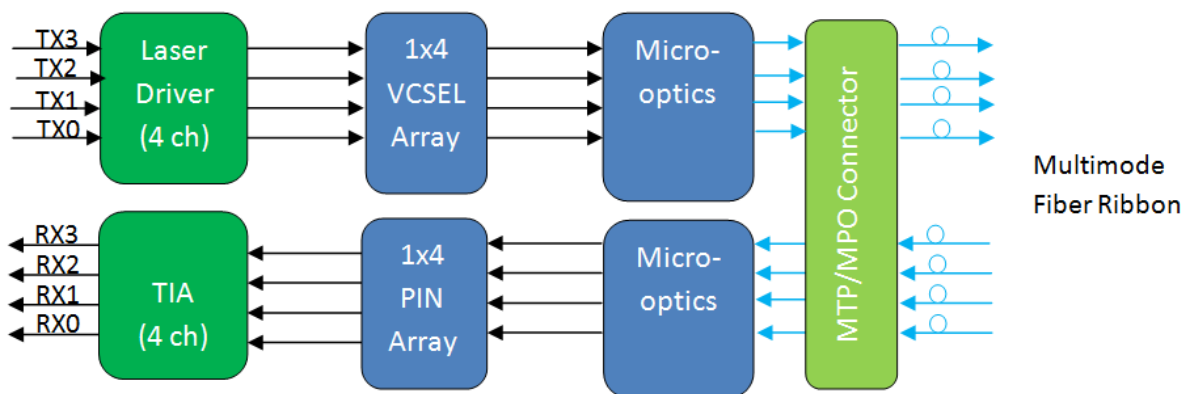 TX3
TX2
TX1
TX0
Laser
Driver
(4 ch)
1x4
VCSEL
Array
Micro-
optics
MTP/MPO Connector
Multimode
Fiber Ribbon
RX3
RX2
RX1
RX0
TIA
(4 ch)
1x4
PIN
Array
Micro-
optics